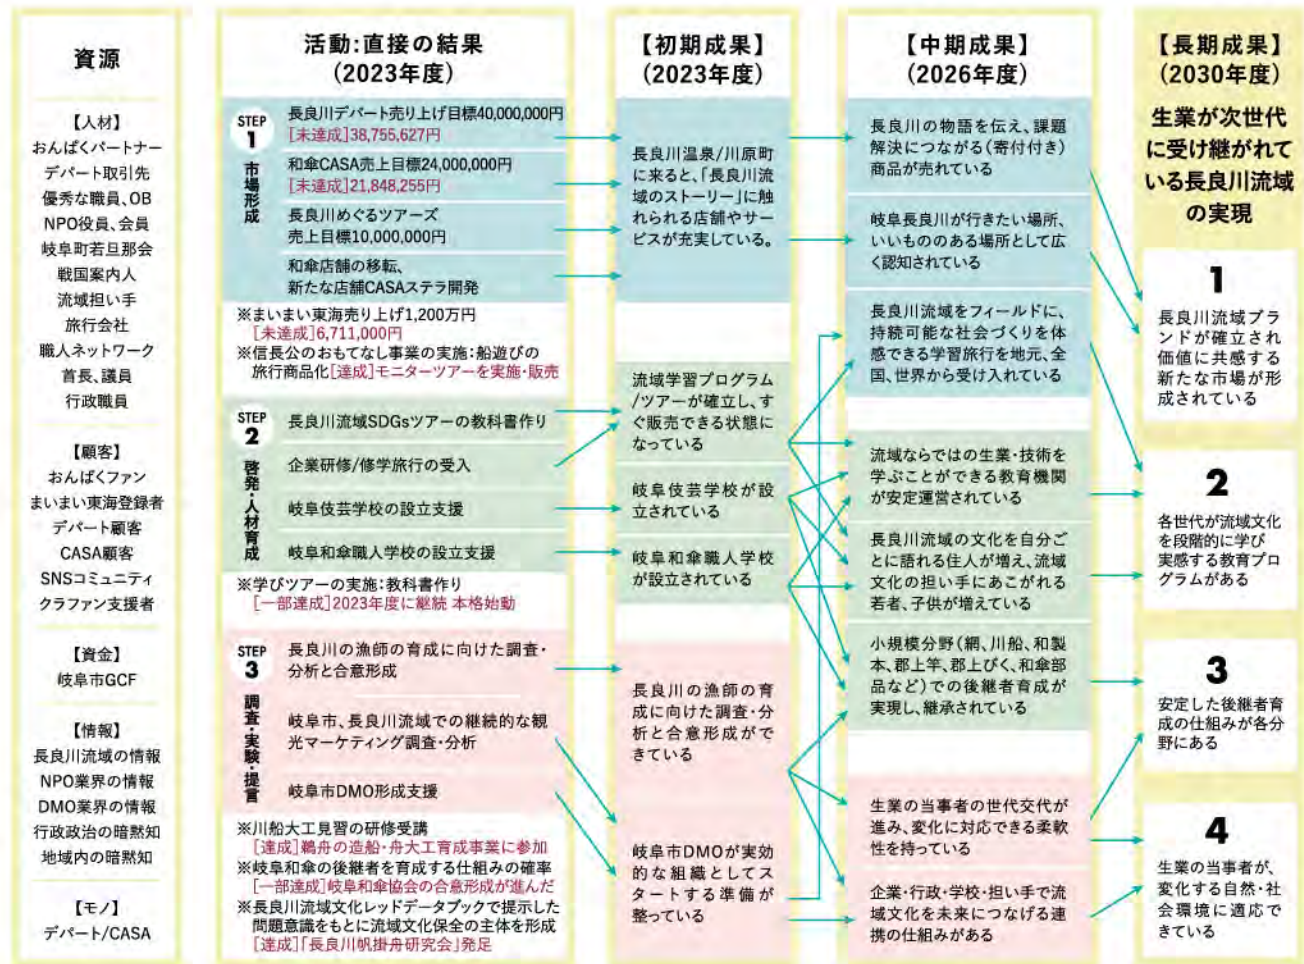 資源
【人材】
おんぱくパートナー
デパート取引先
優秀な職員、OB
NPO役員、会員
岐阜町若旦那会
戦国案内人
流域担い手
旅行会社
職人ネットワーク
首長、議員
行政職員
【顧客】
おんぱくファン
まいまい東海登録者
デパート顧客
CASA顧客
SNSコミュニティ
クラファン支援者
【資金】
岐阜市GCF
【情報】
長良川流域の情報
NPO業界の情報
DMO業界の情報
行政政治の暗黙知
地域内の暗黙知
【モノ】
デパート/CASA
活動:直接の結果
(2023年度)
STEP
1
市場形成
長良川デパート売り上げ目標40,000,000円
[未達成]38,755,627円
和傘CASA売上目標24,000,000円
[未達成]21,848,255円
長良川めぐるツアーズ
売上目標10,000,000円
和傘店舗の移転、
新たな店舗CASAステラ開発
※まいまい東海売り上げ1,200万円
[未達成]6,711,000円
※信長公のおもてなし事業の実施:船遊びの
旅行商品化[達成]モニターツアーを実施・販売
STEP
2
啓発・人材育成
長良川流域SDGsツアーの教科書作り
企業研修/修学旅行の受入
岐阜伎芸学校の設立支援
岐阜和傘職人学校の設立支援
※学びツアーの実施:教科書作り
[一部達成]2023年度に継続 本格始動
STEP
3
調査・実験・提言
長良川の漁師の育成に向けた調査・
分析と合意形成
岐阜市、長良川流域での継続的な観
光マーケティング調査・分析
岐阜市DMO形成支援
※川船大工見習の研修受講
[達成]鵜舟の造船・舟大工育成事業に参加
※岐阜和傘の後継者を育成する仕組みの確率
[一部達成]岐阜和傘協会の合意形成が進んだ
※長良川流域文化レッドデータブックで提示した
問題意識をもとに流域文化保全の主体を形成
[達成]「長良川帆掛舟研究会」発足
【初期成果】
(2023年度)
長良川温泉/川原町
に来ると、「長良川流
域のストーリー」に触
れられる店舗やサー
ビスが充実している。
流域学習プログラム
/ツアーが確立し、す
ぐ販売できる状態に
なっている
岐阜伎芸学校が設
立されている
岐阜和傘職人学校
が設立されている
長良川の漁師の育
成に向けた調査・分
析と合意形成がで
きている
岐阜市DMOが実効
的な組織としてス
タートする準備が
整っている
【中期成果】
(2026年度)
長良川の物語を伝え、課題
解決につながる(寄付付き)
商品が売れている
岐阜長良川が行きたい場所、
いいもののある場所として広
く認知されている
長良川流域をフィールドに、
持続可能な社会づくりを体
感できる学習旅行を地元、全
国、世界から受け入れている
流域ならではの生業・技術を
学ぶことができる教育機関
が安定運営されている
長良川流域の文化を自分ご
とに語れる住人が増え、流域
文化の担い手にあこがれる
若者、子供が増えている
小規模分野(網、川船、和製
本、郡上竿、郡上びく、和傘部
品など)での後継者育成が
実現し、継承されている
生業の当事者の世代交代が
進み、変化に対応できる柔軟
性を持っている
企業・行政・学校・担い手で流
域文化を未来につなげる連
携の仕組みがある
【長期成果】
(2030年度)
生業が次世代
に受け継がれて
いる長良川流域
の実現
1
長良川流域ブラ
ンドが確立され
価値に共感する
新たな市場が形
成されている
2
各世代が流域文化
を段階的に学び
実感する教育プロ
グラムがある
3
安定した後継者育
成の仕組みが各分
野にある
4
生業の当事者が、
変化する自然・社
会環境に適応で
きている